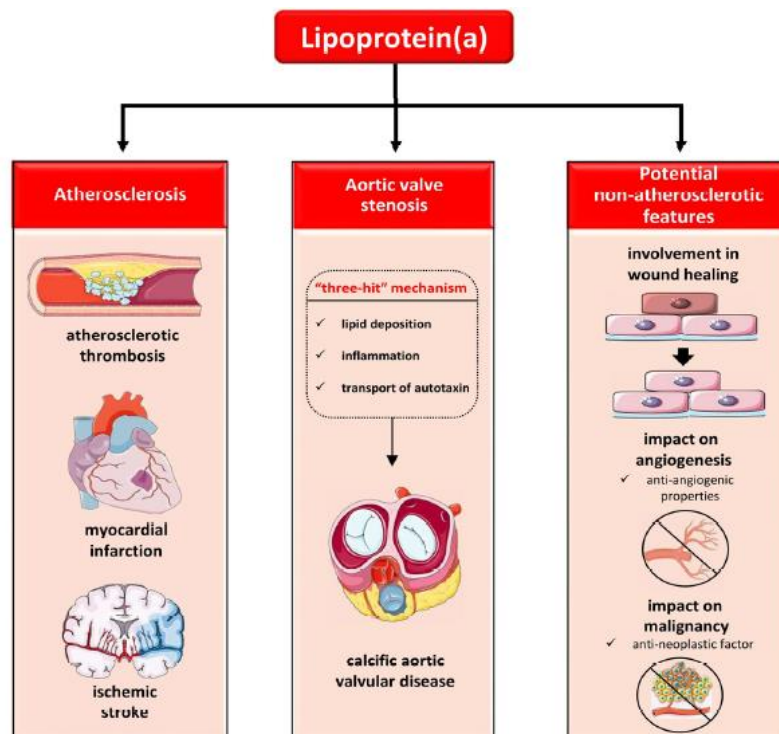 Lipoprotein(a)
Atherosclerosis
atherosclerotic
thrombosis
myocardial
infarction
ischemic
stroke
Aortic valve
stenosis
“three-hit” mechanism
✓ lipid deposition
✓ inflammation
✓ transport of autotaxin
calcific aortic
valvular disease
Potential
non-atherosclerotic
features
involvement in
wound healing
impact on
angiogenesis
✓ anti-angiogenic
properties
impact on
malignancy
✓ anti-neoplastic factor